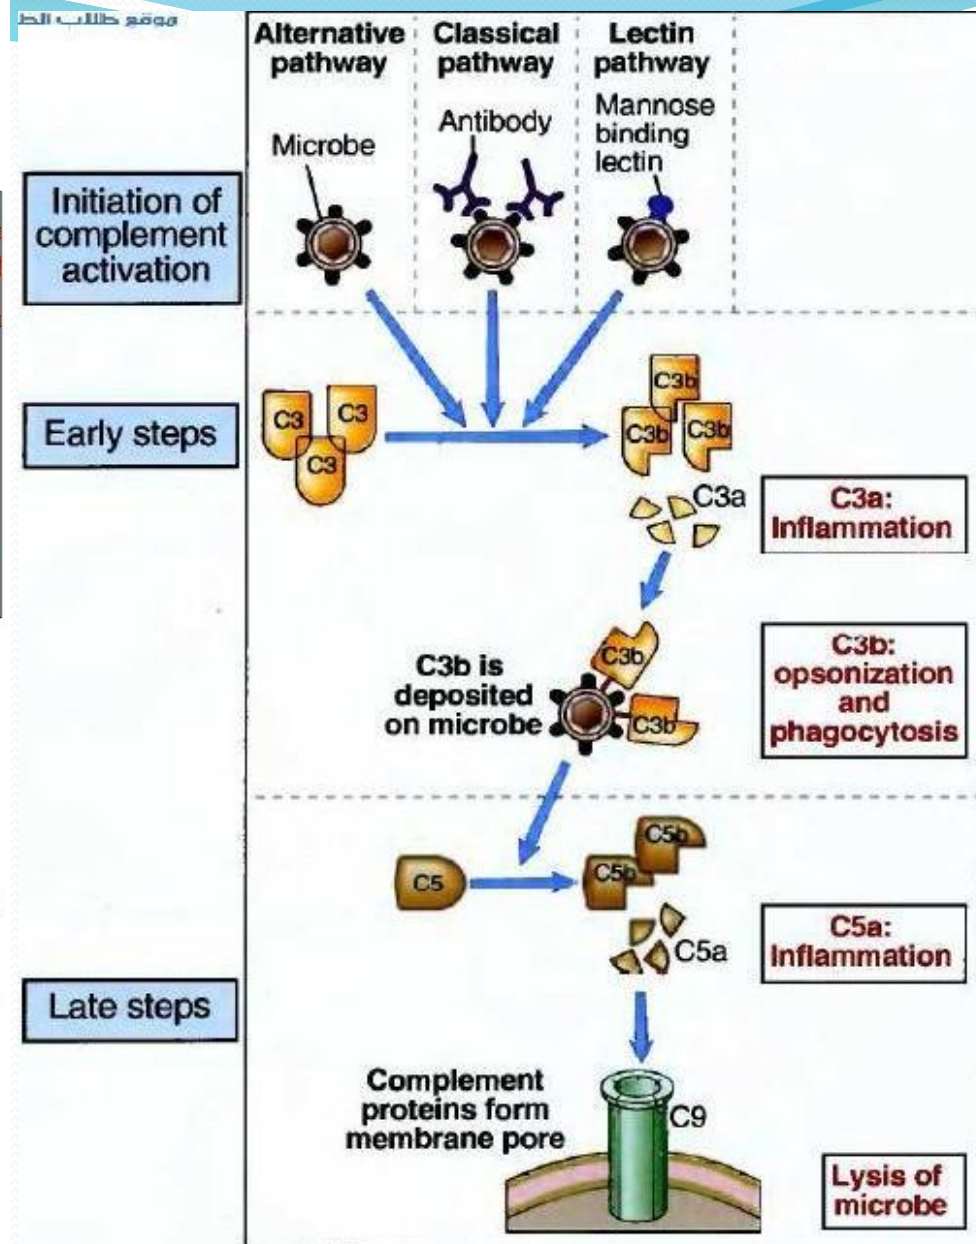 موقع طلاب الط
Alternative
pathway
Classical
pathway
Lectin
pathway
Microbe
Antibody
Mannose
binding
lectin
Initiation of
complement
activation
Early steps
C3
C3
C3
C3b
C3b
C3b
C3a
C3a:
Inflammation
C3b is
deposited
on microbe
C3b
C3b
C3b:
opsonization
and
phagocytosis
C5
C5b
C5b
C5a
C5a:
Inflammation
Late steps
Complement
proteins form
membrane pore
C9
Lysis of
microbe